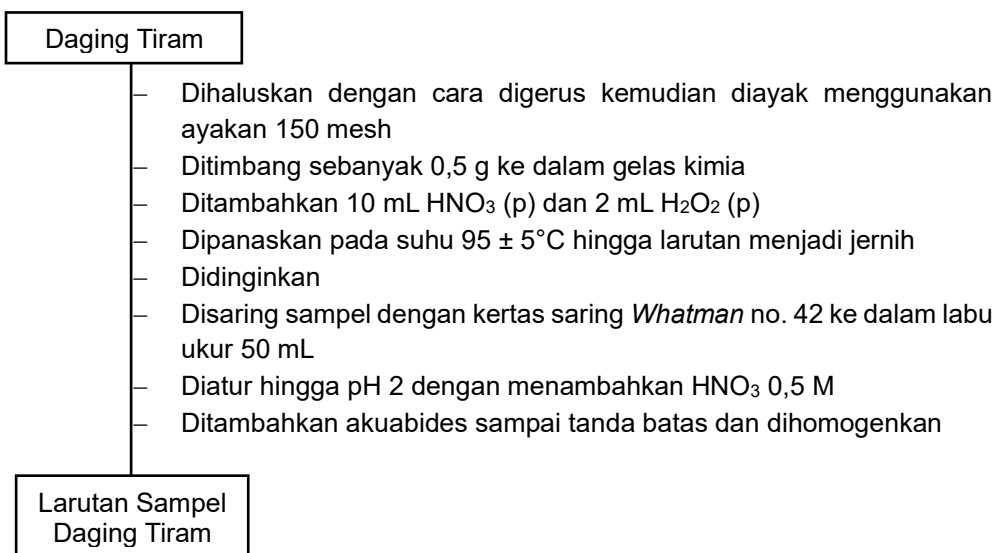 Daging Tiram
– Dihaluskan dengan cara digerus kemudian diayak menggunakan
ayakan 150 mesh
– Ditimbang sebanyak 0,5 g ke dalam gelas kimia
– Ditambahkan 10 mL HNO₃ (p) dan 2 mL H₂O₂ (p)
– Dipanaskan pada suhu 95 ± 5°C hingga larutan menjadi jernih
– Didinginkan
– Disaring sampel dengan kertas saring Whatman no. 42 ke dalam labu
ukur 50 mL
– Diatur hingga pH 2 dengan menambahkan HNO₃ 0,5 M
– Ditambahkan akuabides sampai tanda batas dan dihomogenkan
Larutan Sampel
Daging Tiram